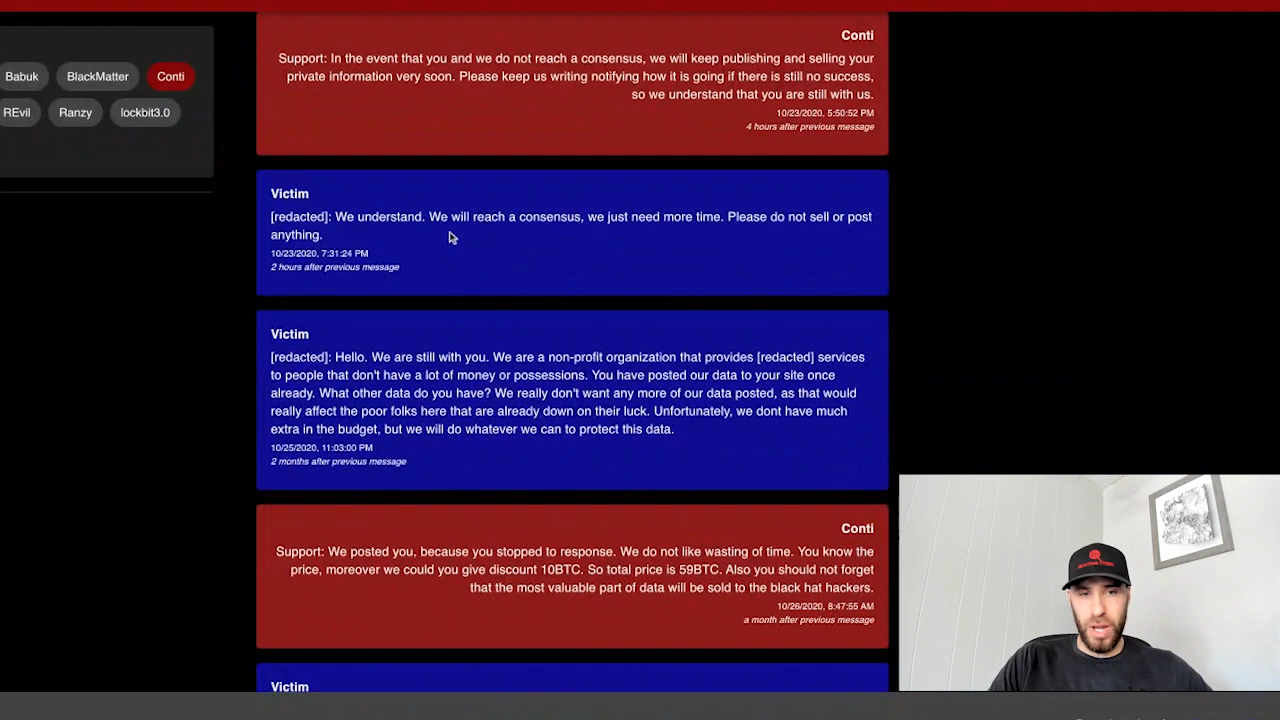 Babuk
BlackMatter
Conti
REvil
Ranzy
lockbit3.0
Conti
Support: In the event that you and we do not reach a consensus, we will keep publishing and selling your
private information very soon. Please keep us writing notifying how it is going if there is still no success,
so we understand that you are still with us.
10/23/2020, 5:50:52 PM
4 hours after previous message
Victim
[redacted]: We understand. We will reach a consensus, we just need more time. Please do not sell or post
anything.
10/23/2020, 7:31:24 PM
2 hours after previous message
Victim
[redacted]: Hello. We are still with you. We are a non-profit organization that provides [redacted] services
to people that don't have a lot of money or possessions. You have posted our data to your site once
already. What other data do you have? We really don't want any more of our data posted, as that would
really affect the poor folks here that are already down on their luck. Unfortunately, we dont have much
extra in the budget, but we will do whatever we can to protect this data.
10/25/2020, 11:03:00 PM
2 months after previous message
Conti
Support: We posted you, because you stopped to response. We do not like wasting of time. You know the
price, moreover we could you give discount 10BTC. So total price is 59BTC. Also you should not forget
that the most valuable part of data will be sold to the black hat hackers.
10/26/2020, 8:47:55 AM
a month after previous message
Victim